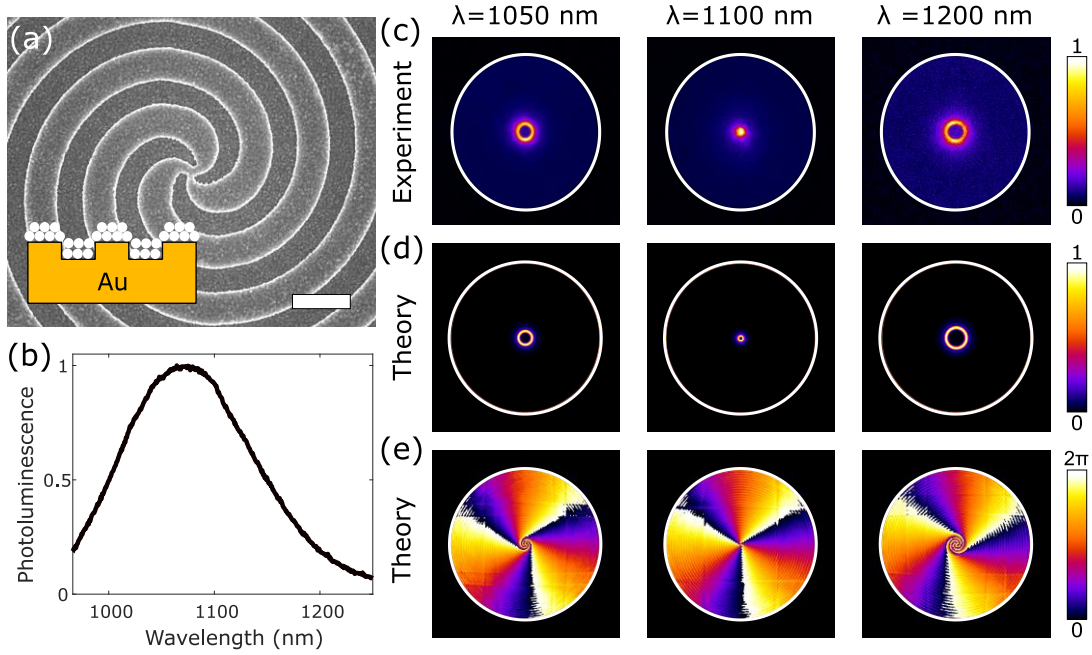 (a)
Au
(b)
1
0.5
0
Photoluminescence
1000
1100
1200
Wavelength (nm)
λ=1050 nm
λ=1100 nm
λ =1200 nm
(c)
Experiment
1
0
(d)
Theory
1
0
(e)
Theory
2π
0